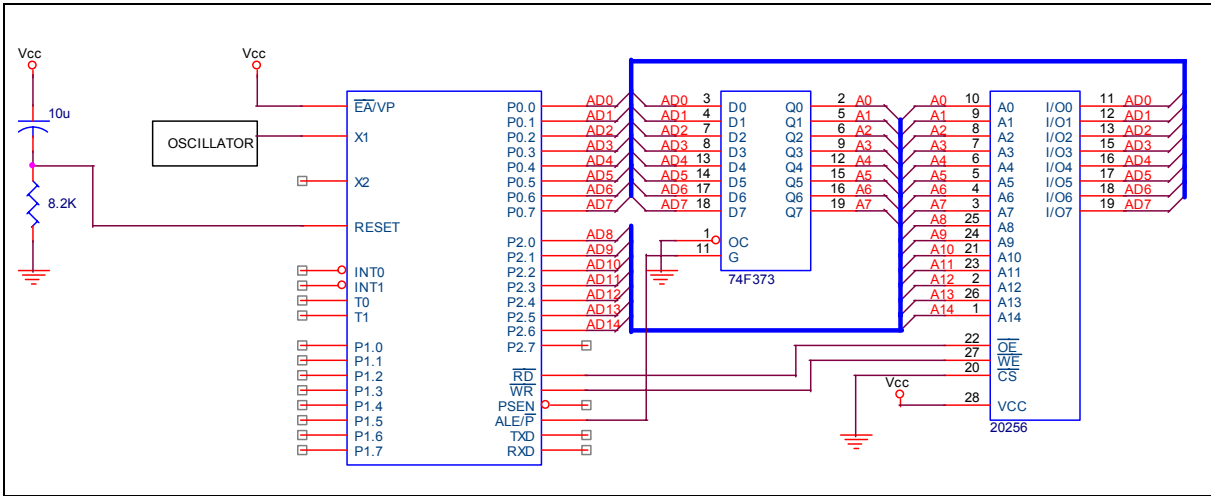 Vcc
10u
8.2K
Vcc
OSCILLATOR
EA/VP
X1
X2
RESET
INT0
INT1
T0
T1
P1.0
P1.1
P1.2
P1.3
P1.4
P1.5
P1.6
P1.7
P0.0
P0.1
P0.2
P0.3
P0.4
P0.5
P0.6
P0.7
P2.0
P2.1
P2.2
P2.3
P2.4
P2.5
P2.6
P2.7
RD
WR
PSEN
ALE/P
TXD
RXD
AD0
AD1
AD2
AD3
AD4
AD5
AD6
AD7
AD8
AD9
AD10
AD11
AD12
AD13
AD14
AD0 3 D0
AD1 4 D1
AD2 7 D2
AD3 8 D3
AD4 13 D4
AD5 14 D5
AD6 17 D6
AD7 18 D7
1 OC
11 G
Q0 2 A0
Q1 5 A1
Q2 6 A2
Q3 9 A3
Q4 12 A4
Q5 15 A5
Q6 16 A6
Q7 19 A7
74F373
A0 10 A0
A1 9 A1
A2 8 A2
A3 7 A3
A4 6 A4
A5 5 A5
A6 4 A6
A7 3 A7
A8 25 A8
A9 24 A9
A10 21 A10
A11 23 A11
A12 2 A12
A13 26 A13
A14 1 A14
22 OE
27 WE
20 CS
Vcc
28 VCC
I/O0 11 AD0
I/O1 12 AD1
I/O2 13 AD2
I/O3 15 AD3
I/O4 16 AD4
I/O5 17 AD5
I/O6 18 AD6
I/O7 19 AD7
20256